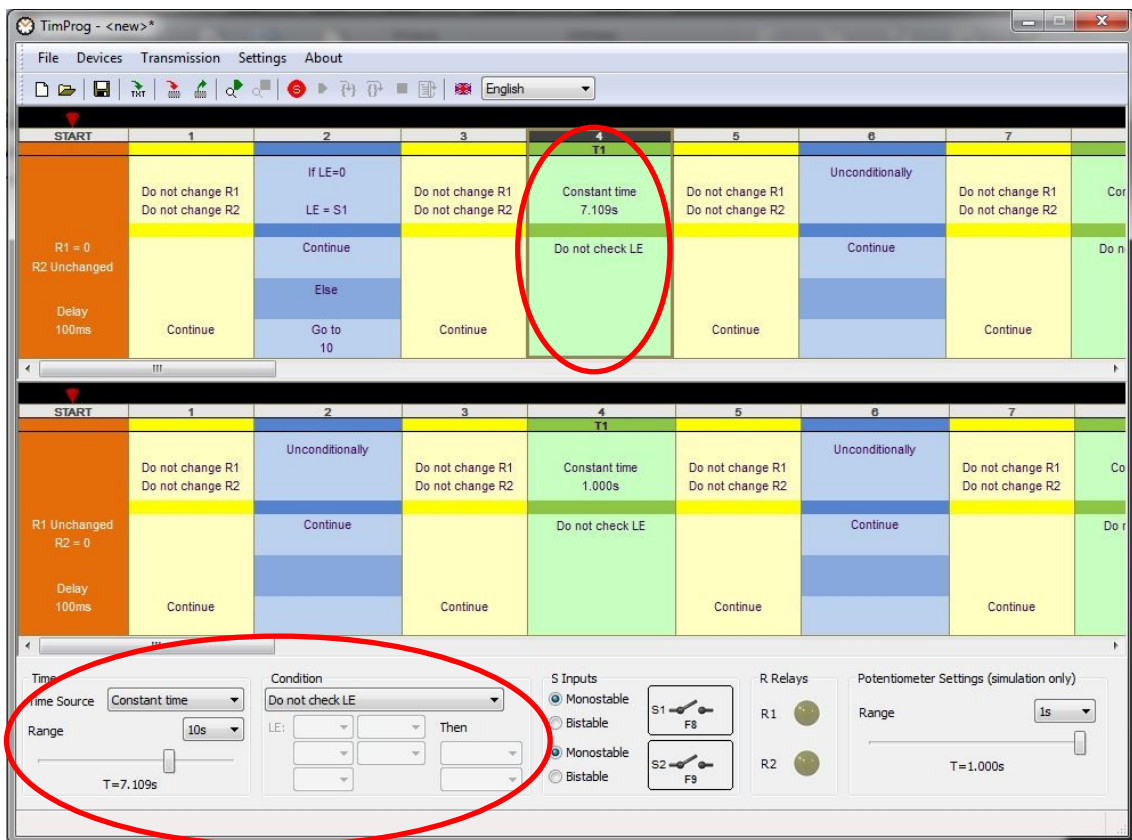 TimProg - <new>*
File Devices Transmission Settings About
TXT S English
START 1 2 3 4 5 6 7
T1
If LE=0 Unconditionally
Do not change R1 Do not change R1 Constant time Do not change R1 Do not change R1 Con
Do not change R2 LE = S1 Do not change R2 7.109s Do not change R2 Do not change R2
R1 = 0 Continue Do not check LE Continue Do n
R2 Unchanged
Else
Delay
100ms Continue Go to Continue Continue Continue
10
START 1 2 3 4 5 6 7
T1
Unconditionally Unconditionally
Do not change R1 Do not change R1 Constant time Do not change R1 Do not change R1 Co
Do not change R2 Do not change R2 1.000s Do not change R2 Do not change R2
R1 Unchanged Continue Do not check LE Continue Do r
R2 = 0
Delay
100ms Continue Continue Continue Continue
Time Condition S Inputs R Relays Potentiometer Settings (simulation only)
Time Source Constant time Do not check LE Monostable S1 F8 R1 Range 1s
Range 10s LE: Then Bistable
Monostable S2 F9 R2 T=1.000s
T=7.109s Bistable